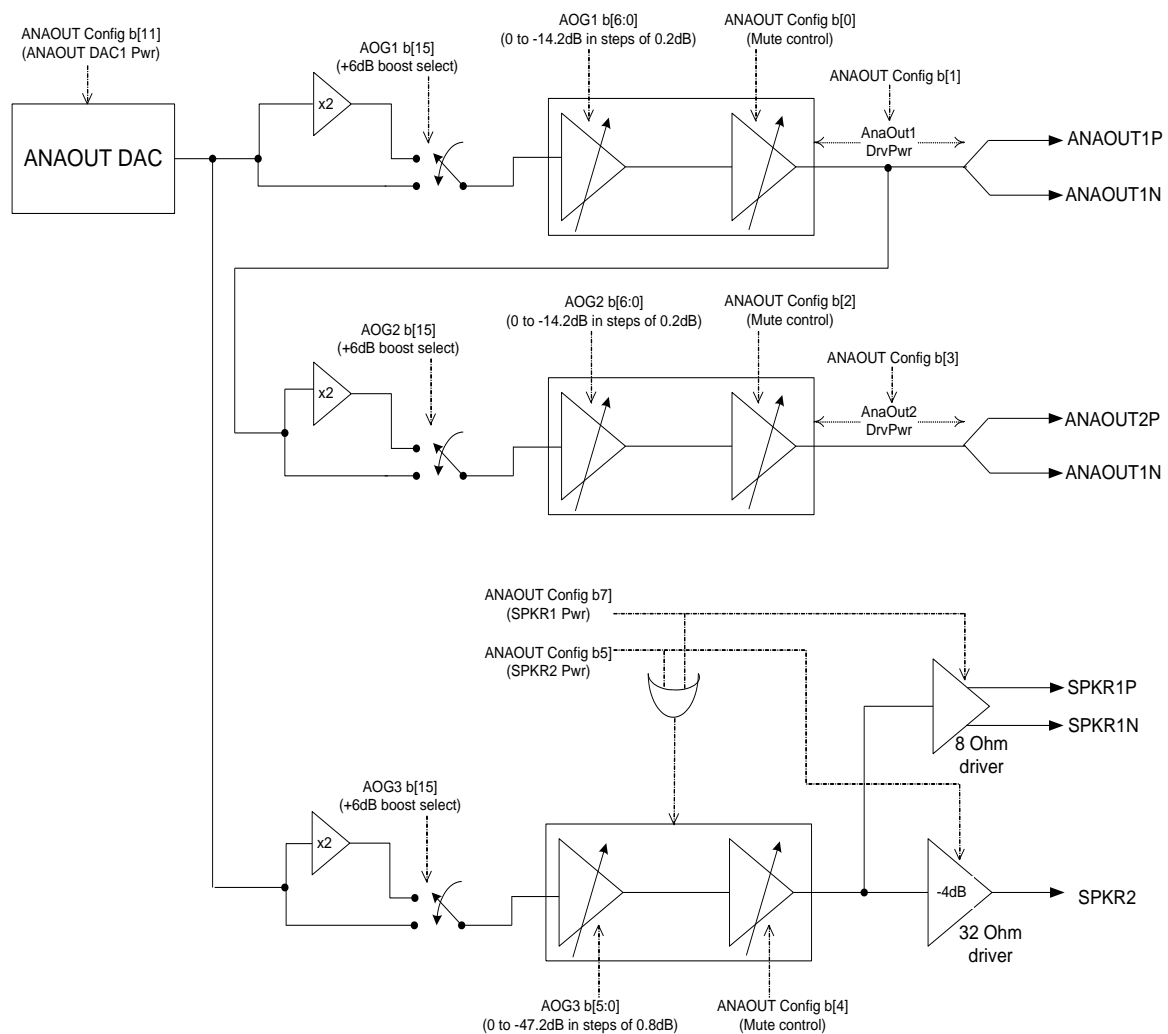 ANAOUT Config b[11]
(ANAOUT DAC1 Pwr)
AOG1 b[15]
(+6dB boost select)
AOG1 b[6:0]
(0 to -14.2dB in steps of 0.2dB)
ANAOUT Config b[0]
(Mute control)
ANAOUT Config b[1]
ANAOUT DAC
x2
AnaOut1
DrvPwr
ANAOUT1P
ANAOUT1N
AOG2 b[15]
(+6dB boost select)
AOG2 b[6:0]
(0 to -14.2dB in steps of 0.2dB)
ANAOUT Config b[2]
(Mute control)
ANAOUT Config b[3]
x2
AnaOut2
DrvPwr
ANAOUT2P
ANAOUT1N
ANAOUT Config b7]
(SPKR1 Pwr)
ANAOUT Config b5]
(SPKR2 Pwr)
SPKR1P
SPKR1N
8 Ohm
driver
AOG3 b[15]
(+6dB boost select)
x2
-4dB
SPKR2
32 Ohm
driver
AOG3 b[5:0]
(0 to -47.2dB in steps of 0.8dB)
ANAOUT Config b[4]
(Mute control)